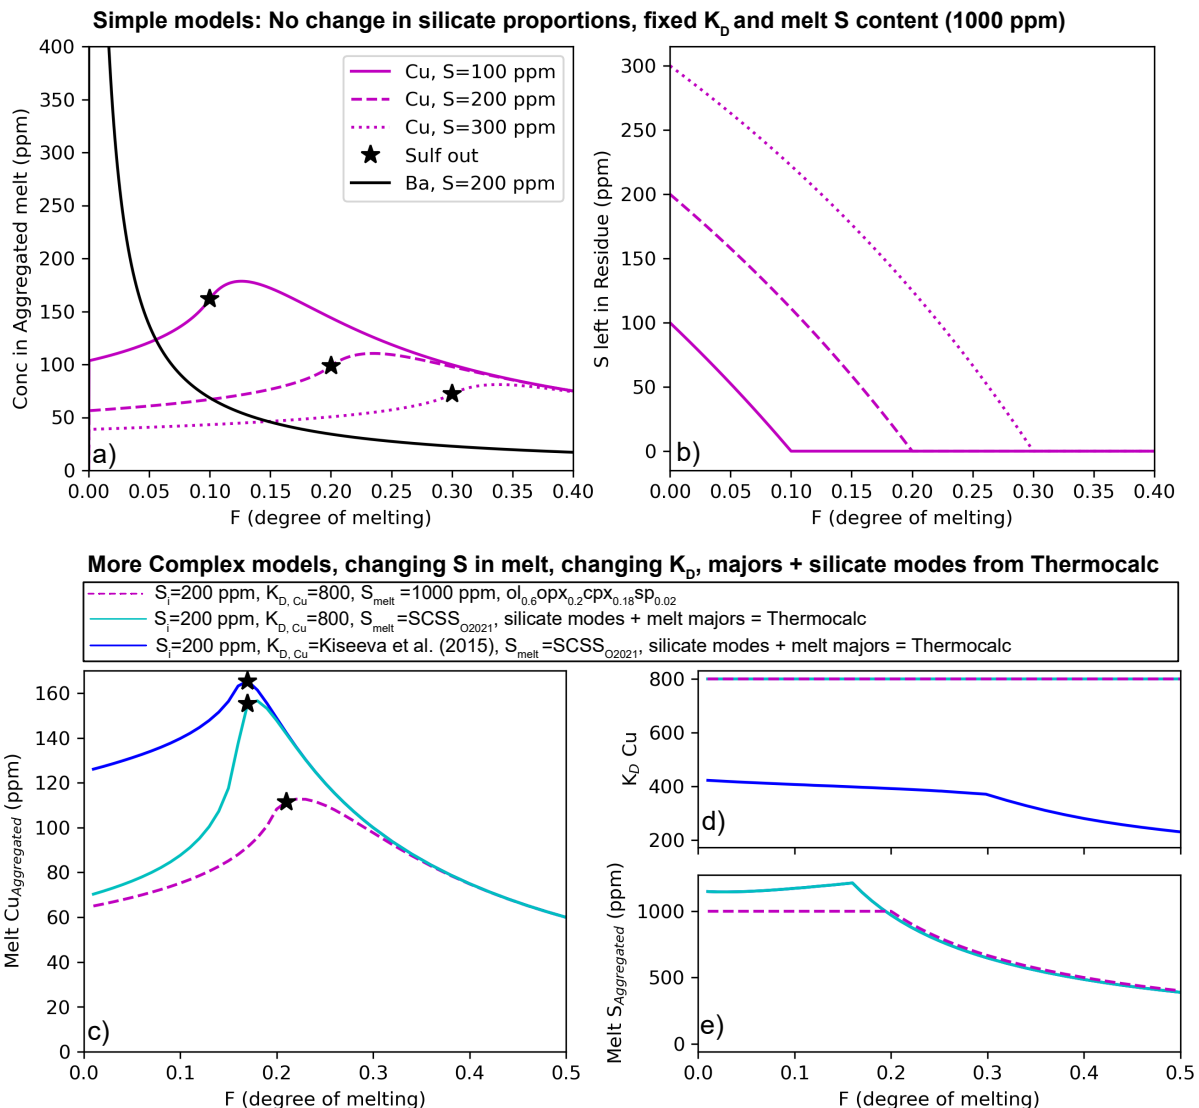 Simple models: No change in silicate proportions, fixed K_D and melt S content (1000 ppm)
Conc in Aggregated melt (ppm)
400
350
300
250
200
150
100
50
0
Cu, S=100 ppm
Cu, S=200 ppm
Cu, S=300 ppm
Sulf out
Ba, S=200 ppm
a)
0.00 0.05 0.10 0.15 0.20 0.25 0.30 0.35 0.40
F (degree of melting)
S left in Residue (ppm)
300
250
200
150
100
50
0
b)
0.00 0.05 0.10 0.15 0.20 0.25 0.30 0.35 0.40
F (degree of melting)
More Complex models, changing S in melt, changing K_D, majors + silicate modes from Thermocalc
S_i=200 ppm, K_D, Cu=800, S_melt =1000 ppm, ol_0.6opx_0.2cpx_0.18sp_0.02
S_i=200 ppm, K_D, Cu=800, S_melt=SCSS_O2021, silicate modes + melt majors = Thermocalc
S_i=200 ppm, K_D, Cu=Kiseeva et al. (2015), S_melt=SCSS_O2021, silicate modes + melt majors = Thermocalc
Melt Cu_Aggregated (ppm)
160
140
120
100
80
60
40
20
0
c)
0.0 0.1 0.2 0.3 0.4 0.5
F (degree of melting)
K_D Cu
800
600
400
200
d)
Melt S_Aggregated (ppm)
1000
500
0
e)
0.0 0.1 0.2 0.3 0.4 0.5
F (degree of melting)